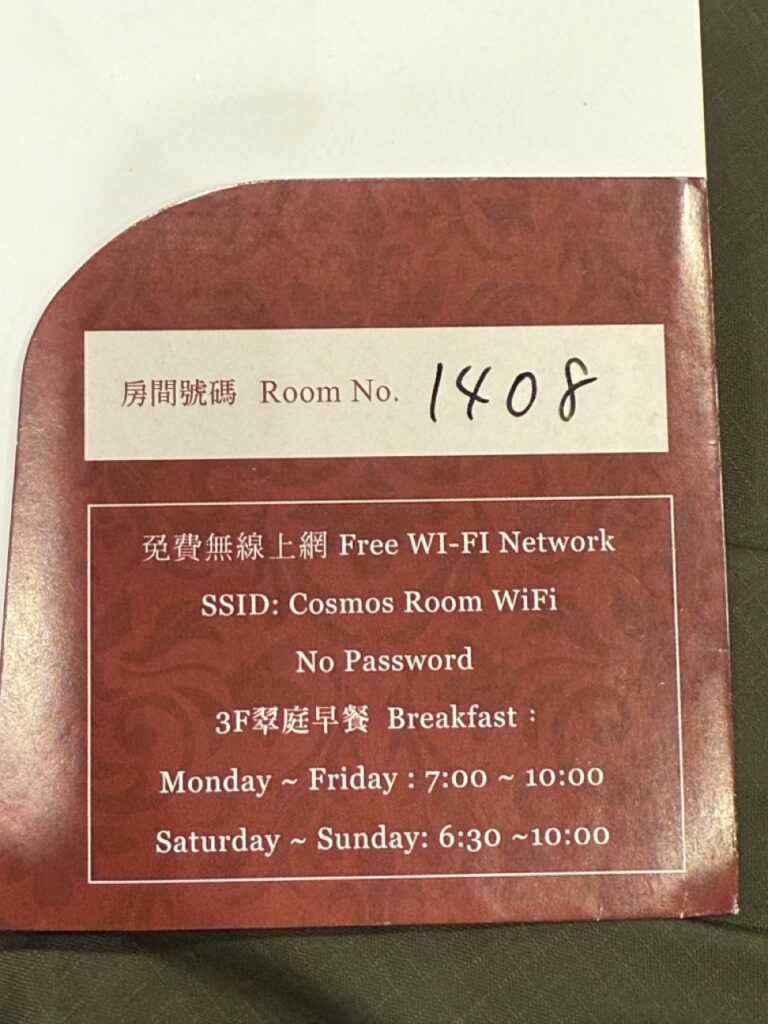 房間號碼 Room No. 1408
免費無線上網 Free WI-FI Network
SSID: Cosmos Room WiFi
No Password
3F翠庭早餐 Breakfast：
Monday ~ Friday : 7:00 ~ 10:00
Saturday ~ Sunday: 6:30 ~10:00